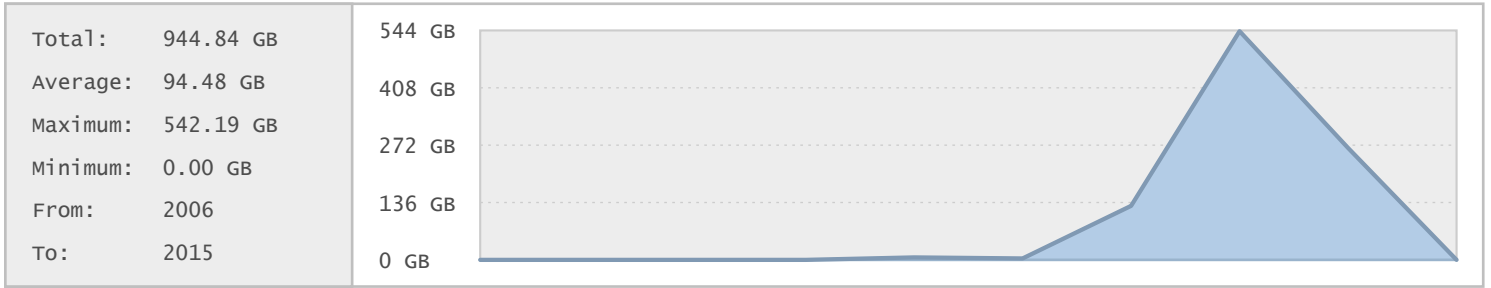 Total: 944.84 GB
Average: 94.48 GB
Maximum: 542.19 GB
Minimum: 0.00 GB
From: 2006
To: 2015
544 GB
408 GB
272 GB
136 GB
0 GB